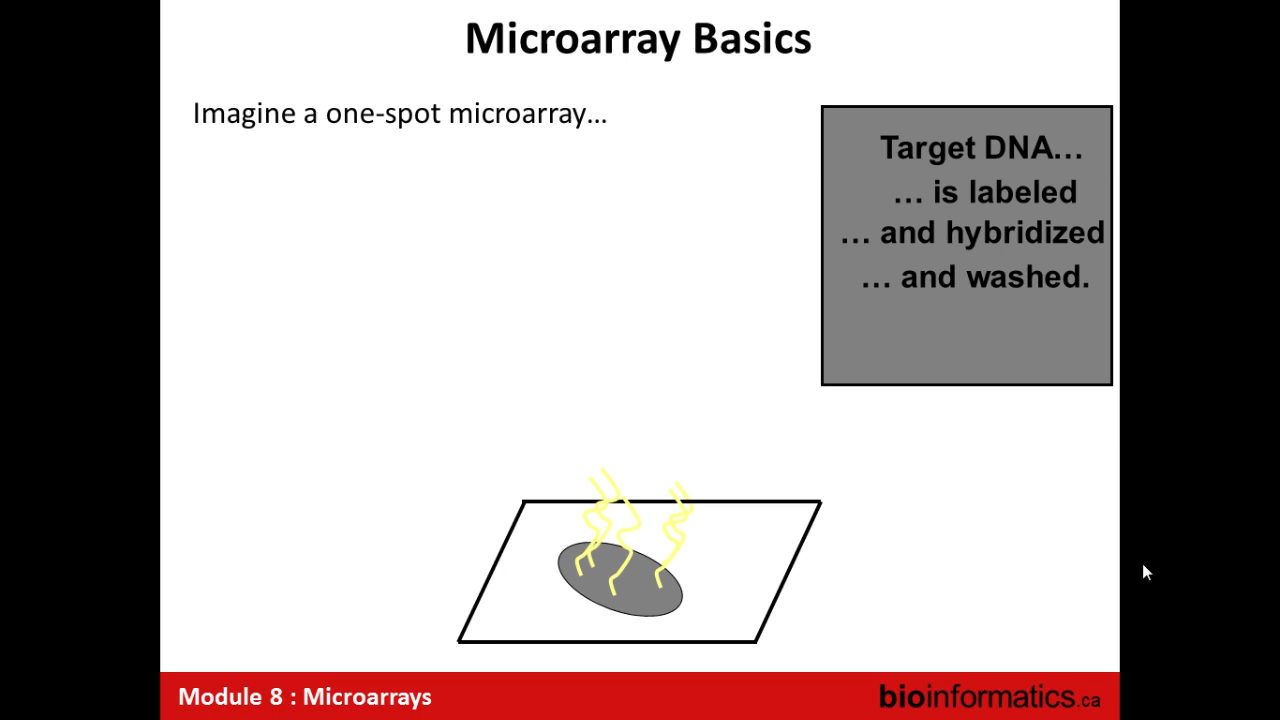 Microarray Basics
Imagine a one-spot microarray...
Target DNA...
... is labeled
... and hybridized
... and washed.
Module 8 : Microarrays
bioinformatics.ca